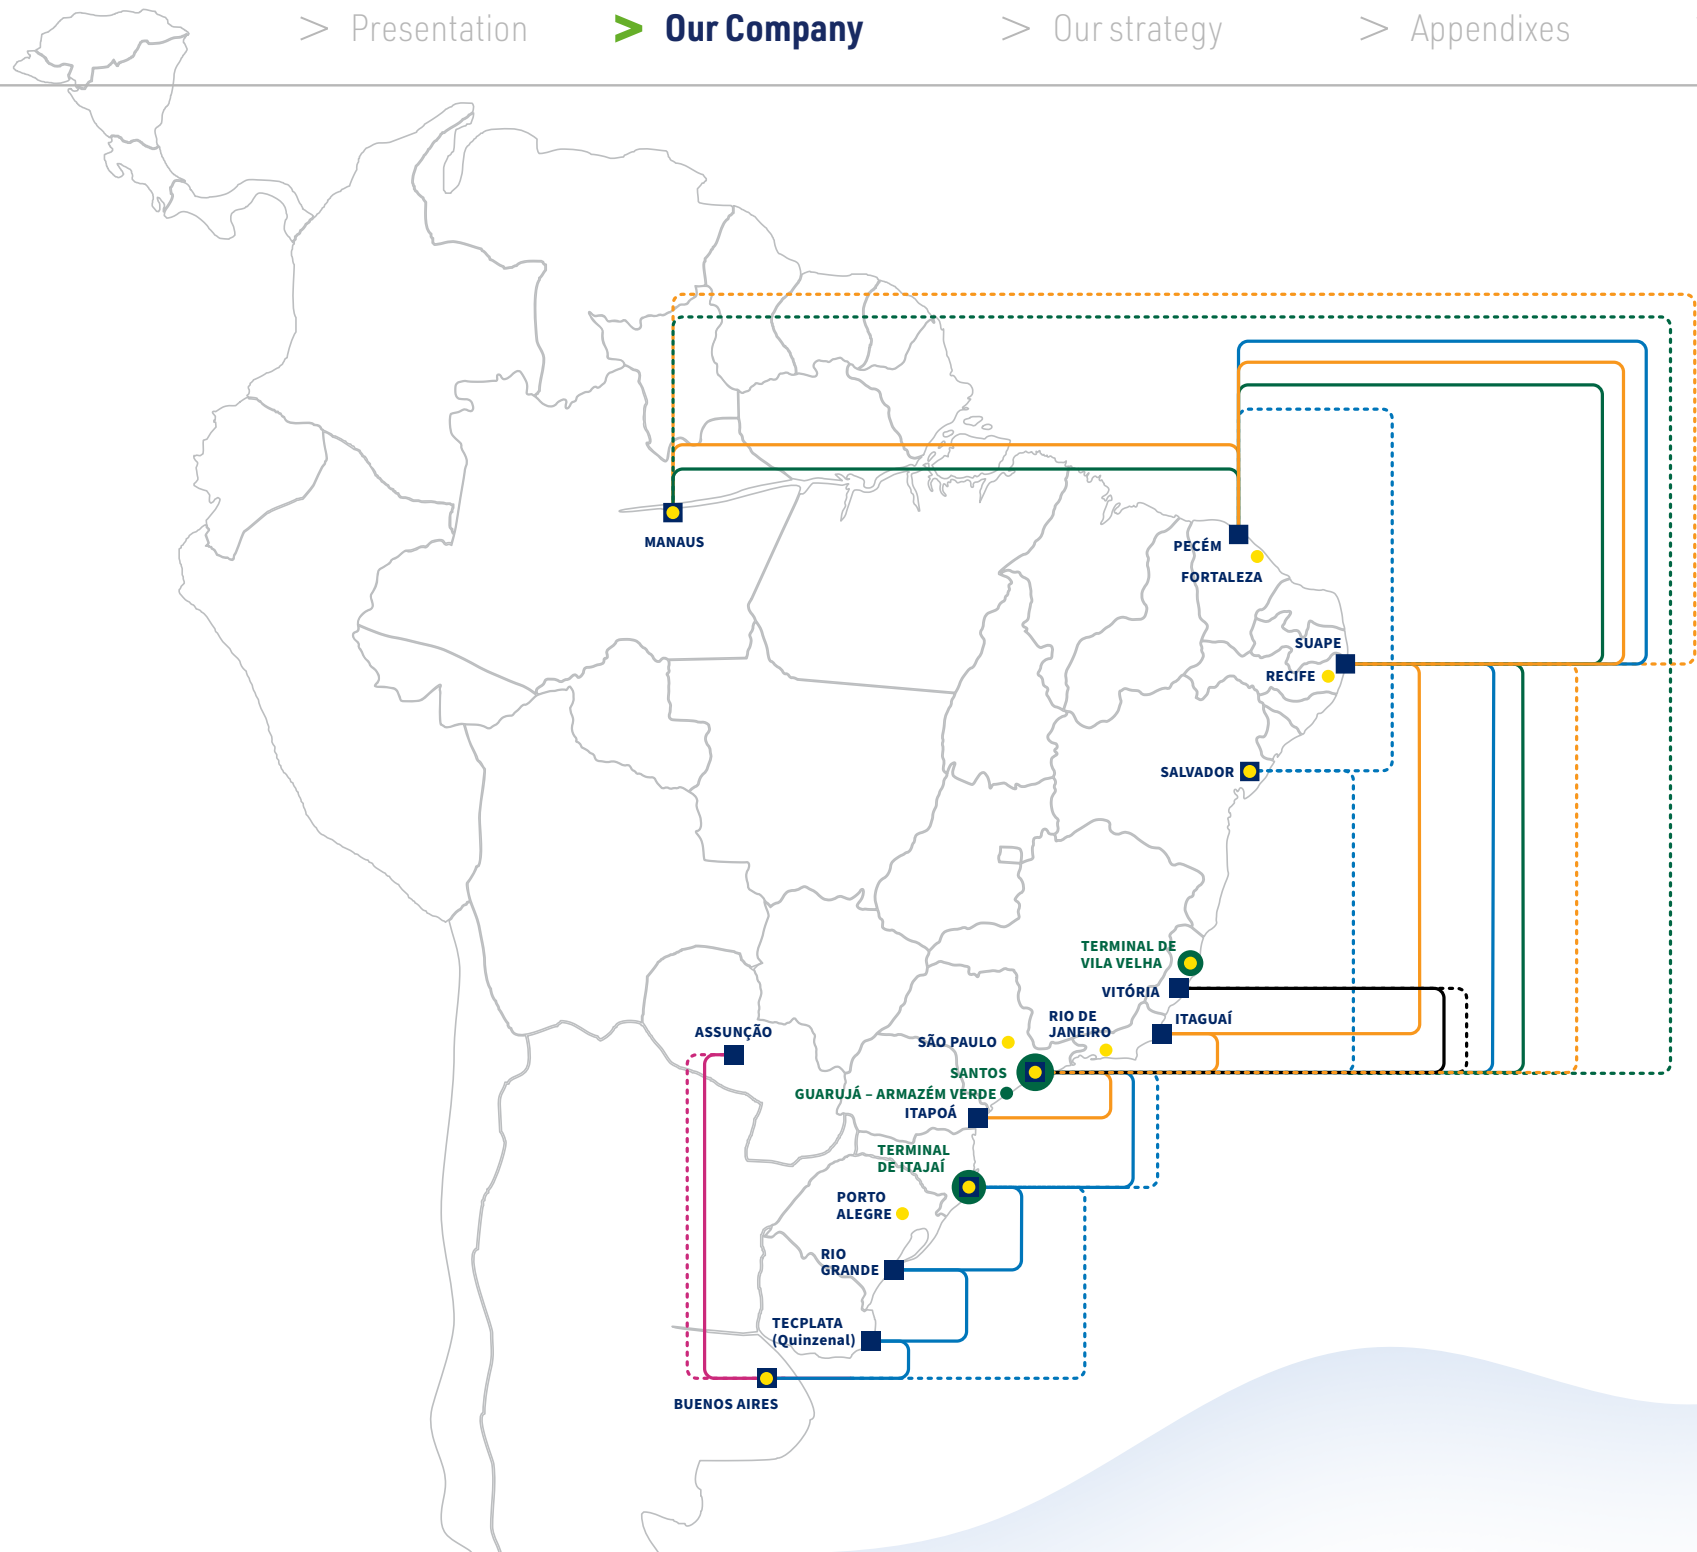 > Presentation
> Our Company
> Our strategy
> Appendixes
MANAUS
PECÉM
FORTALEZA
SUAPE
RECIFE
SALVADOR
TERMINAL DE
VILA VELHA
VITÓRIA
ITAGUAÍ
RIO DE
JANEIRO
ASSUNÇÃO
SÃO PAULO
SANTOS
GUARUJÁ – ARMAZÉM VERDE
ITAPOÁ
TERMINAL
DE ITAJAÍ
PORTO
ALEGRE
RIO
GRANDE
TECPLATA
(Quinzenal)
BUENOS AIRES